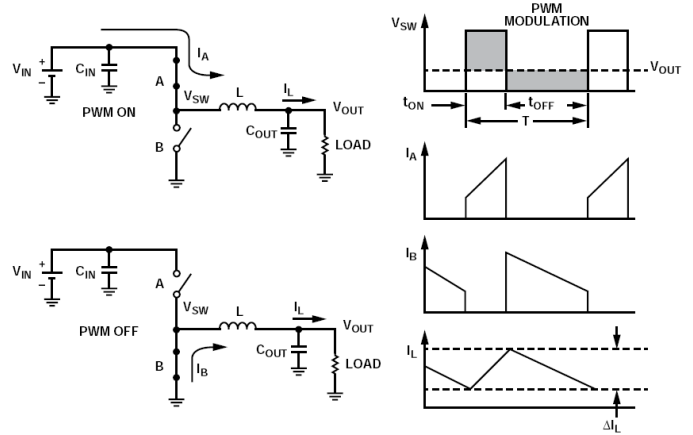 I_A
V_IN
+
–
C_IN
A
V_SW
L
I_L
V_OUT
PWM ON
B
C_OUT
LOAD
V_IN
+
–
C_IN
A
V_SW
L
I_L
V_OUT
PWM OFF
B
I_B
C_OUT
LOAD
PWM
MODULATION
V_SW
V_OUT
t_ON
t_OFF
T
I_A
I_B
I_L
ΔI_L